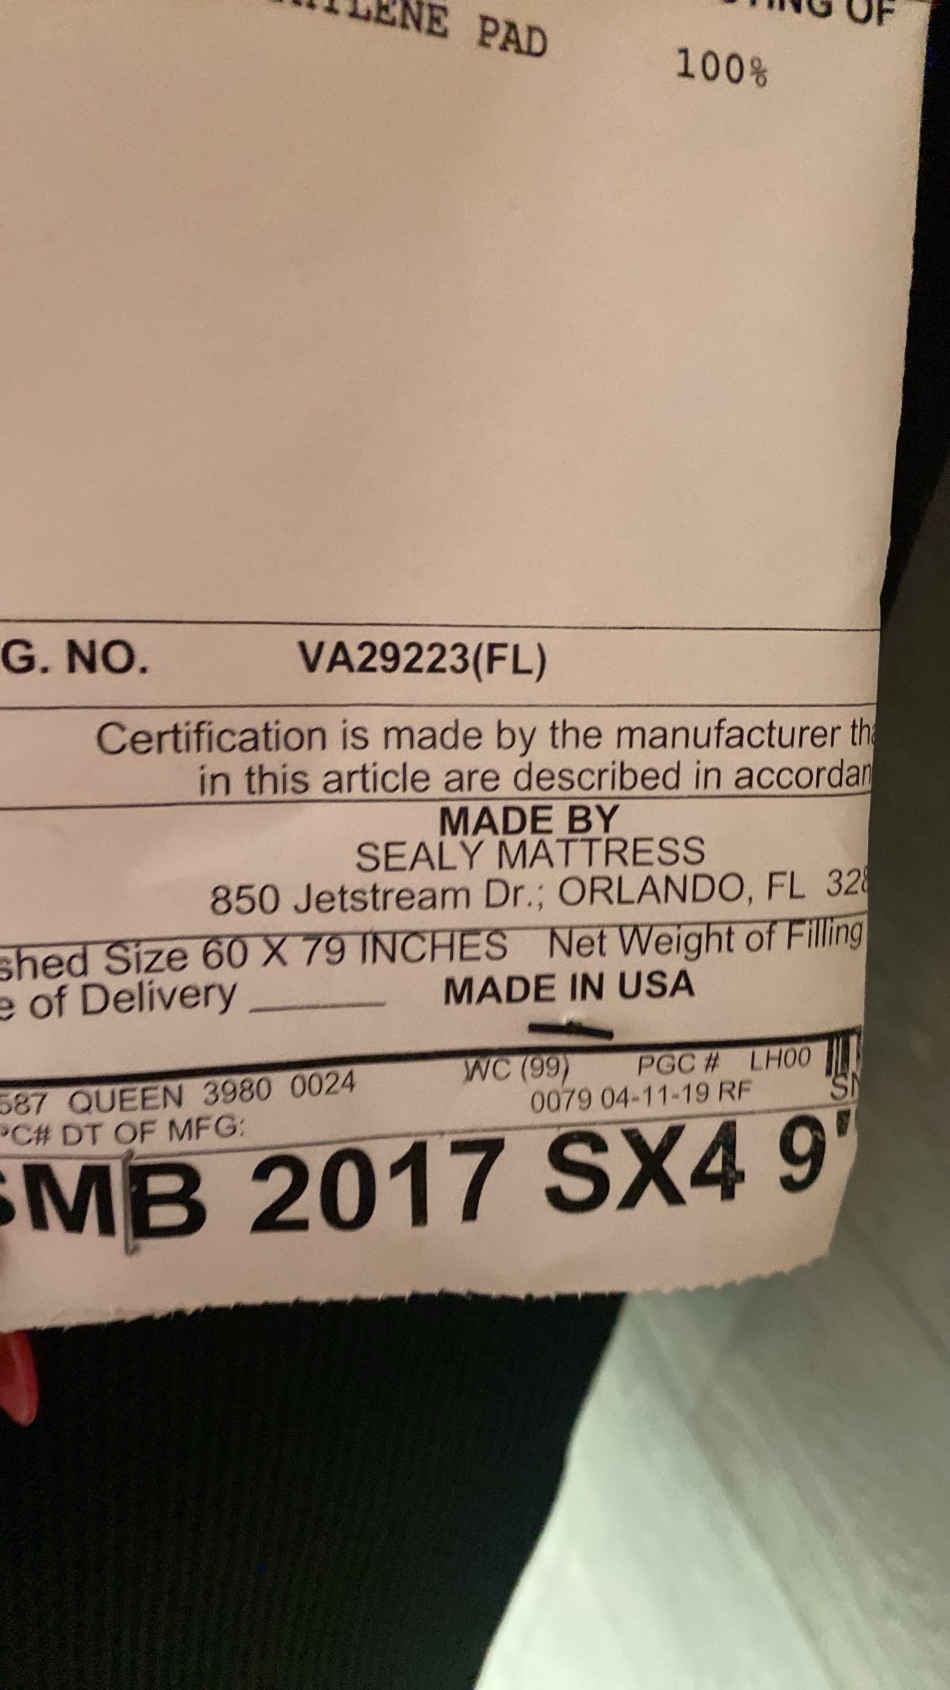 PAD
100%
G. NO. VA29223(FL)
Certification is made by the manufacturer
in this article are described in
MADE BY
SEALY MATTRESS
850 Jetstream Dr.; ORLANDO, FL
Size 60 X 79 INCHES Net Weight of Filling
of Delivery MADE IN USA
WC (99) PGC # LH00
587 QUEEN 3980 0024 0079 04-11-19 RF
DT OF MFG:
SMB 2017 SX4 9"